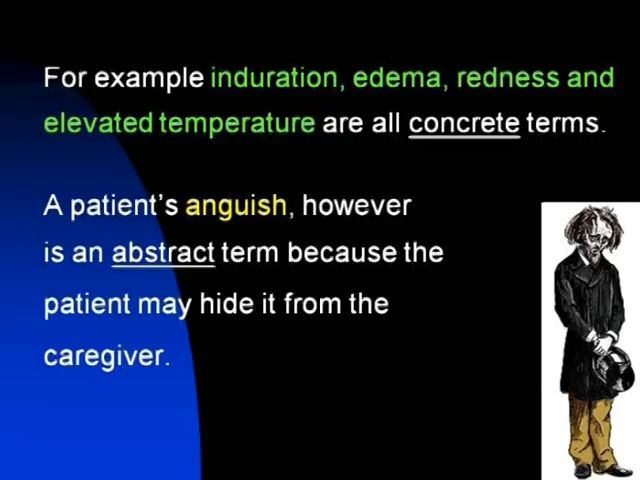 For example induration, edema, redness and
elevated temperature are all concrete terms.
A patient's anguish, however
is an abstract term because the
patient may hide it from the
caregiver.